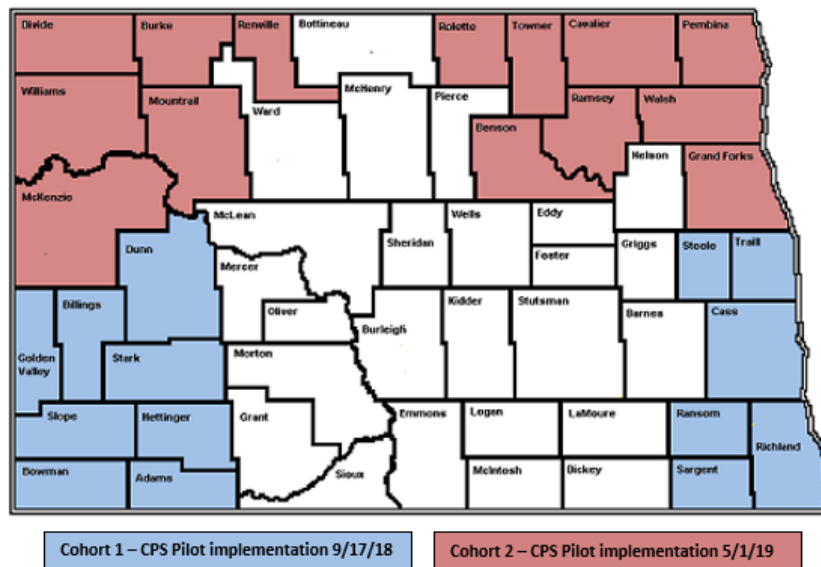 Divide
Burke
Renville
Bottineau
Rolette
Towner
Cavalier
Pembina
Williams
Mountrail
Ward
McHenry
Pierce
Benson
Ramsey
Walsh
Nelson
Grand Forks
McKenzie
Dunn
McLean
Sheridan
Wells
Eddy
Foster
Griggs
Steele
Traill
Mercer
Oliver
Billings
Golden
Valley
Stark
Morton
Burleigh
Kidder
Stutsman
Barnes
Cass
Slope
Hettinger
Grant
Emmons
Logan
LaMoure
Ransom
Richland
Bowman
Adams
Sioux
McIntosh
Dickey
Sargent
Cohort 1 – CPS Pilot implementation 9/17/18
Cohort 2 – CPS Pilot implementation 5/1/19